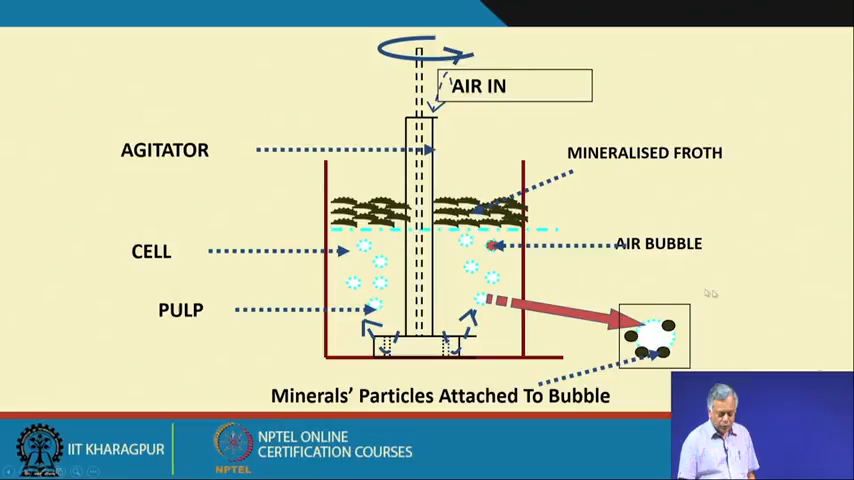 AIR IN
AGITATOR
MINERALISED FROTH
CELL
AIR BUBBLE
PULP
Minerals’ Particles Attached To Bubble
IIT KHARAGPUR
NPTEL
NPTEL ONLINE
CERTIFICATION COURSES